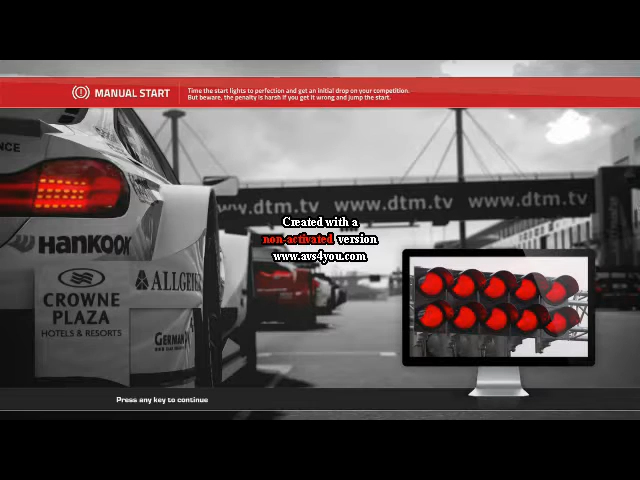 MANUAL START
Time the start lights to perfection and get an initial drop on your competition.
But beware, the penalty is harsh if you get it wrong and jump the start.
NCE
www.dtm.tv www.dtm.tv www.dtm.tv
Created with a
non-activated version
www.avs4you.com
HANKOOK
ALLGEI
CROWNE
PLAZA
HOTELS & RESORTS
GERMAN
Press any key to continue